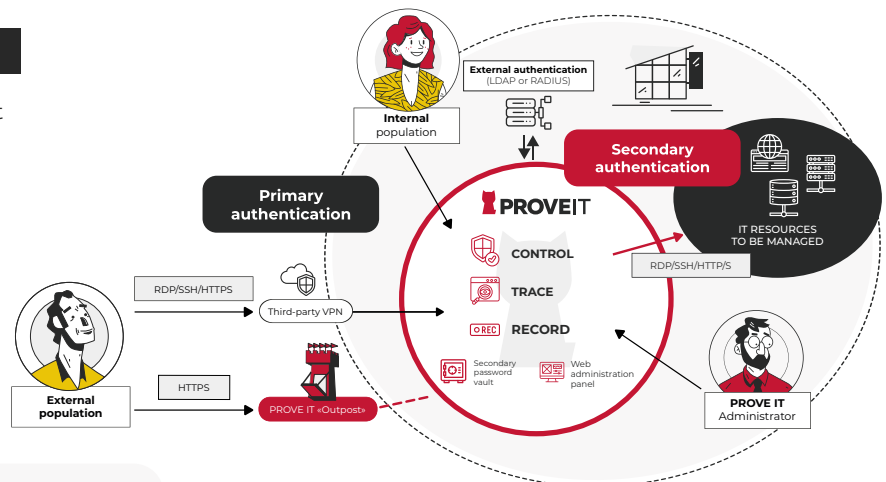 External authentication
(LDAP or RADIUS)
Internal
population
Secondary
authentication
Primary
authentication
PROVEIT
IT RESOURCES
TO BE MANAGED
CONTROL
RDP/SSH/HTTP/S
RDP/SSH/HTTPS
TRACE
Third-party VPN
REC
RECORD
Secondary
password
vault
Web
administration
panel
HTTPS
PROVE IT «Outpost»
External
population
PROVE IT
Administrator